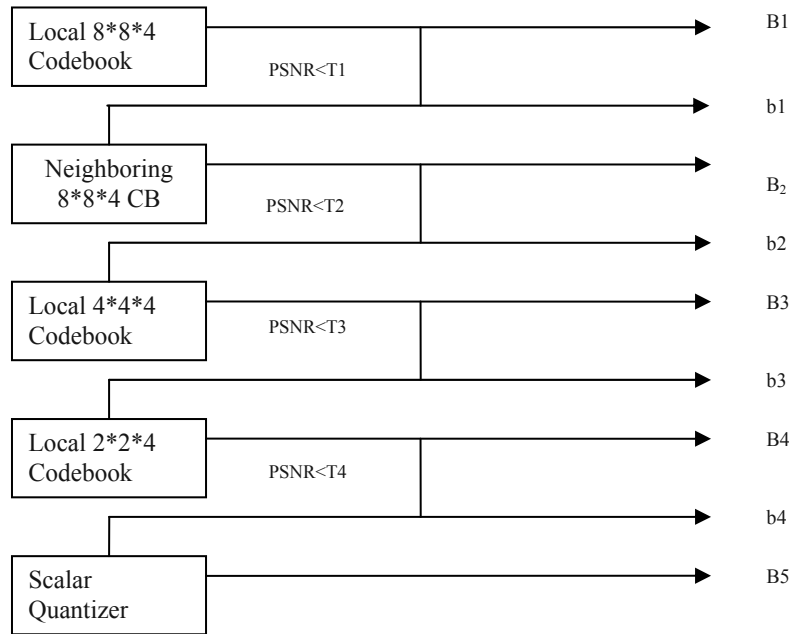 Local 8*8*4
Codebook
B1
PSNR<T1
b1
Neighboring
8*8*4 CB
B₂
PSNR<T2
b2
Local 4*4*4
Codebook
B3
PSNR<T3
b3
Local 2*2*4
Codebook
B4
PSNR<T4
b4
Scalar
Quantizer
B5